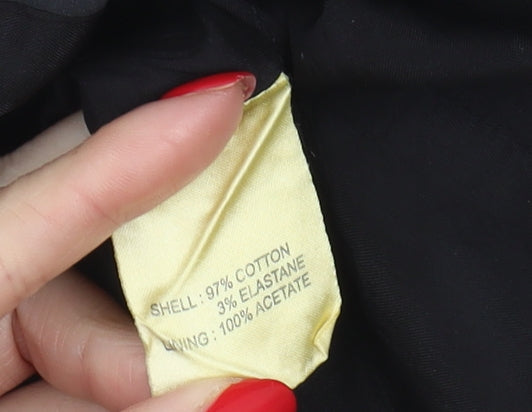 SHELL: 97% COTTON
3% ELASTANE
LINING: 100% ACETATE